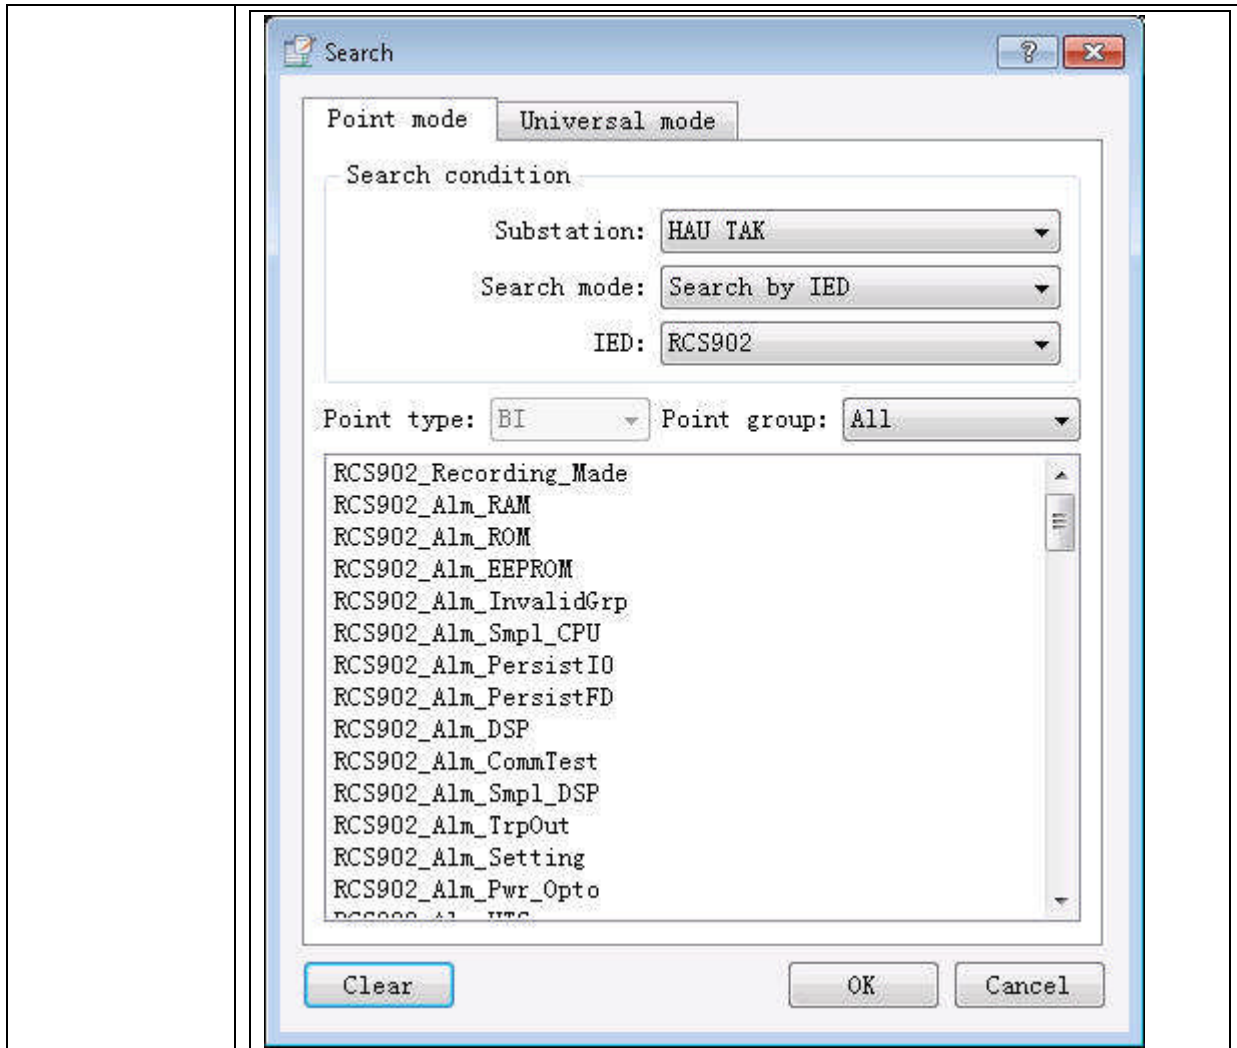 Search
Point mode
Universal mode
Search condition
Substation: HAU TAK
Search mode: Search by IED
IED: RCS902
Point type: BI Point group: All
RCS902_Recording_Made
RCS902_Alm_RAM
RCS902_Alm_ROM
RCS902_Alm_EEPROM
RCS902_Alm_InvalidGrp
RCS902_Alm_Smpl_CPU
RCS902_Alm_PersistI0
RCS902_Alm_PersistFD
RCS902_Alm_DSP
RCS902_Alm_CommTest
RCS902_Alm_Smpl_DSP
RCS902_Alm_TrpOut
RCS902_Alm_Setting
RCS902_Alm_Pwr_Opto
Clear OK Cancel